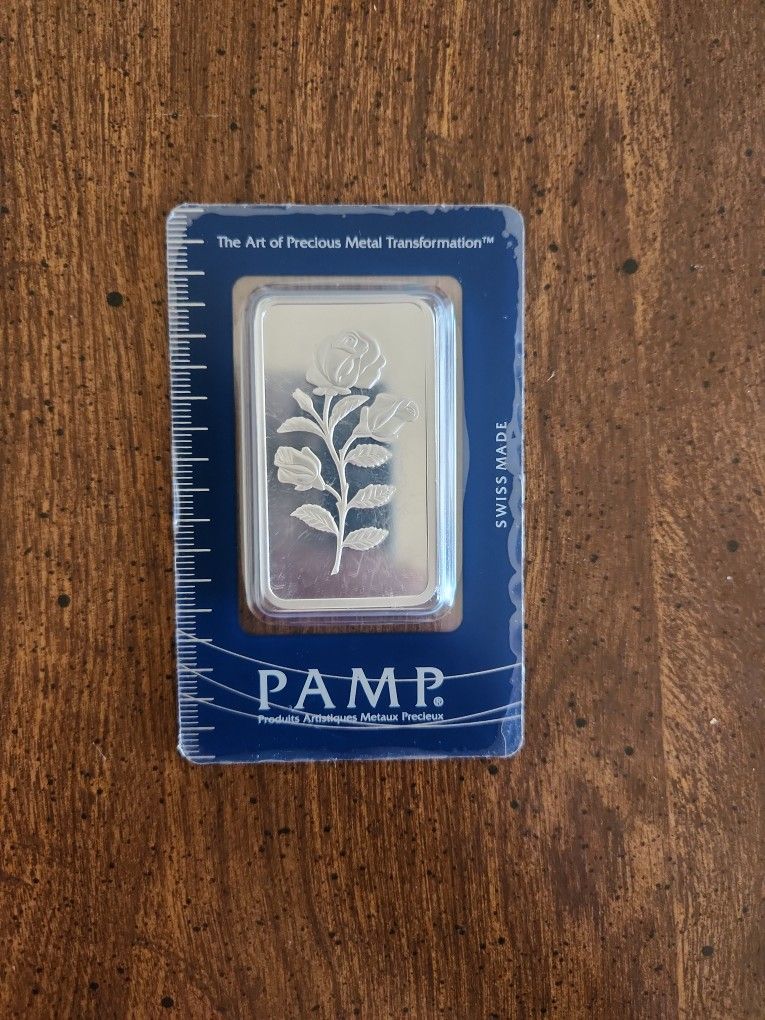 The Art of Precious Metal Transformation™
SWISS MADE
PAMP®
Produits Artistiques Metaux Precieux